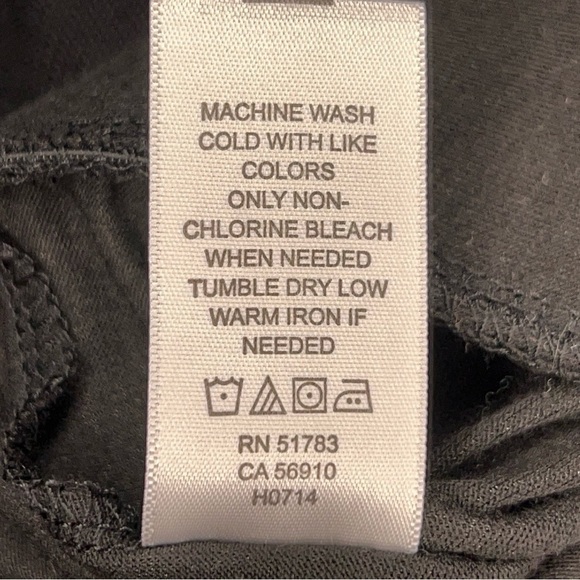 MACHINE WASH
COLD WITH LIKE
COLORS
ONLY NON-
CHLORINE BLEACH
WHEN NEEDED
TUMBLE DRY LOW
WARM IRON IF
NEEDED
RN 51783
CA 56910
H0714